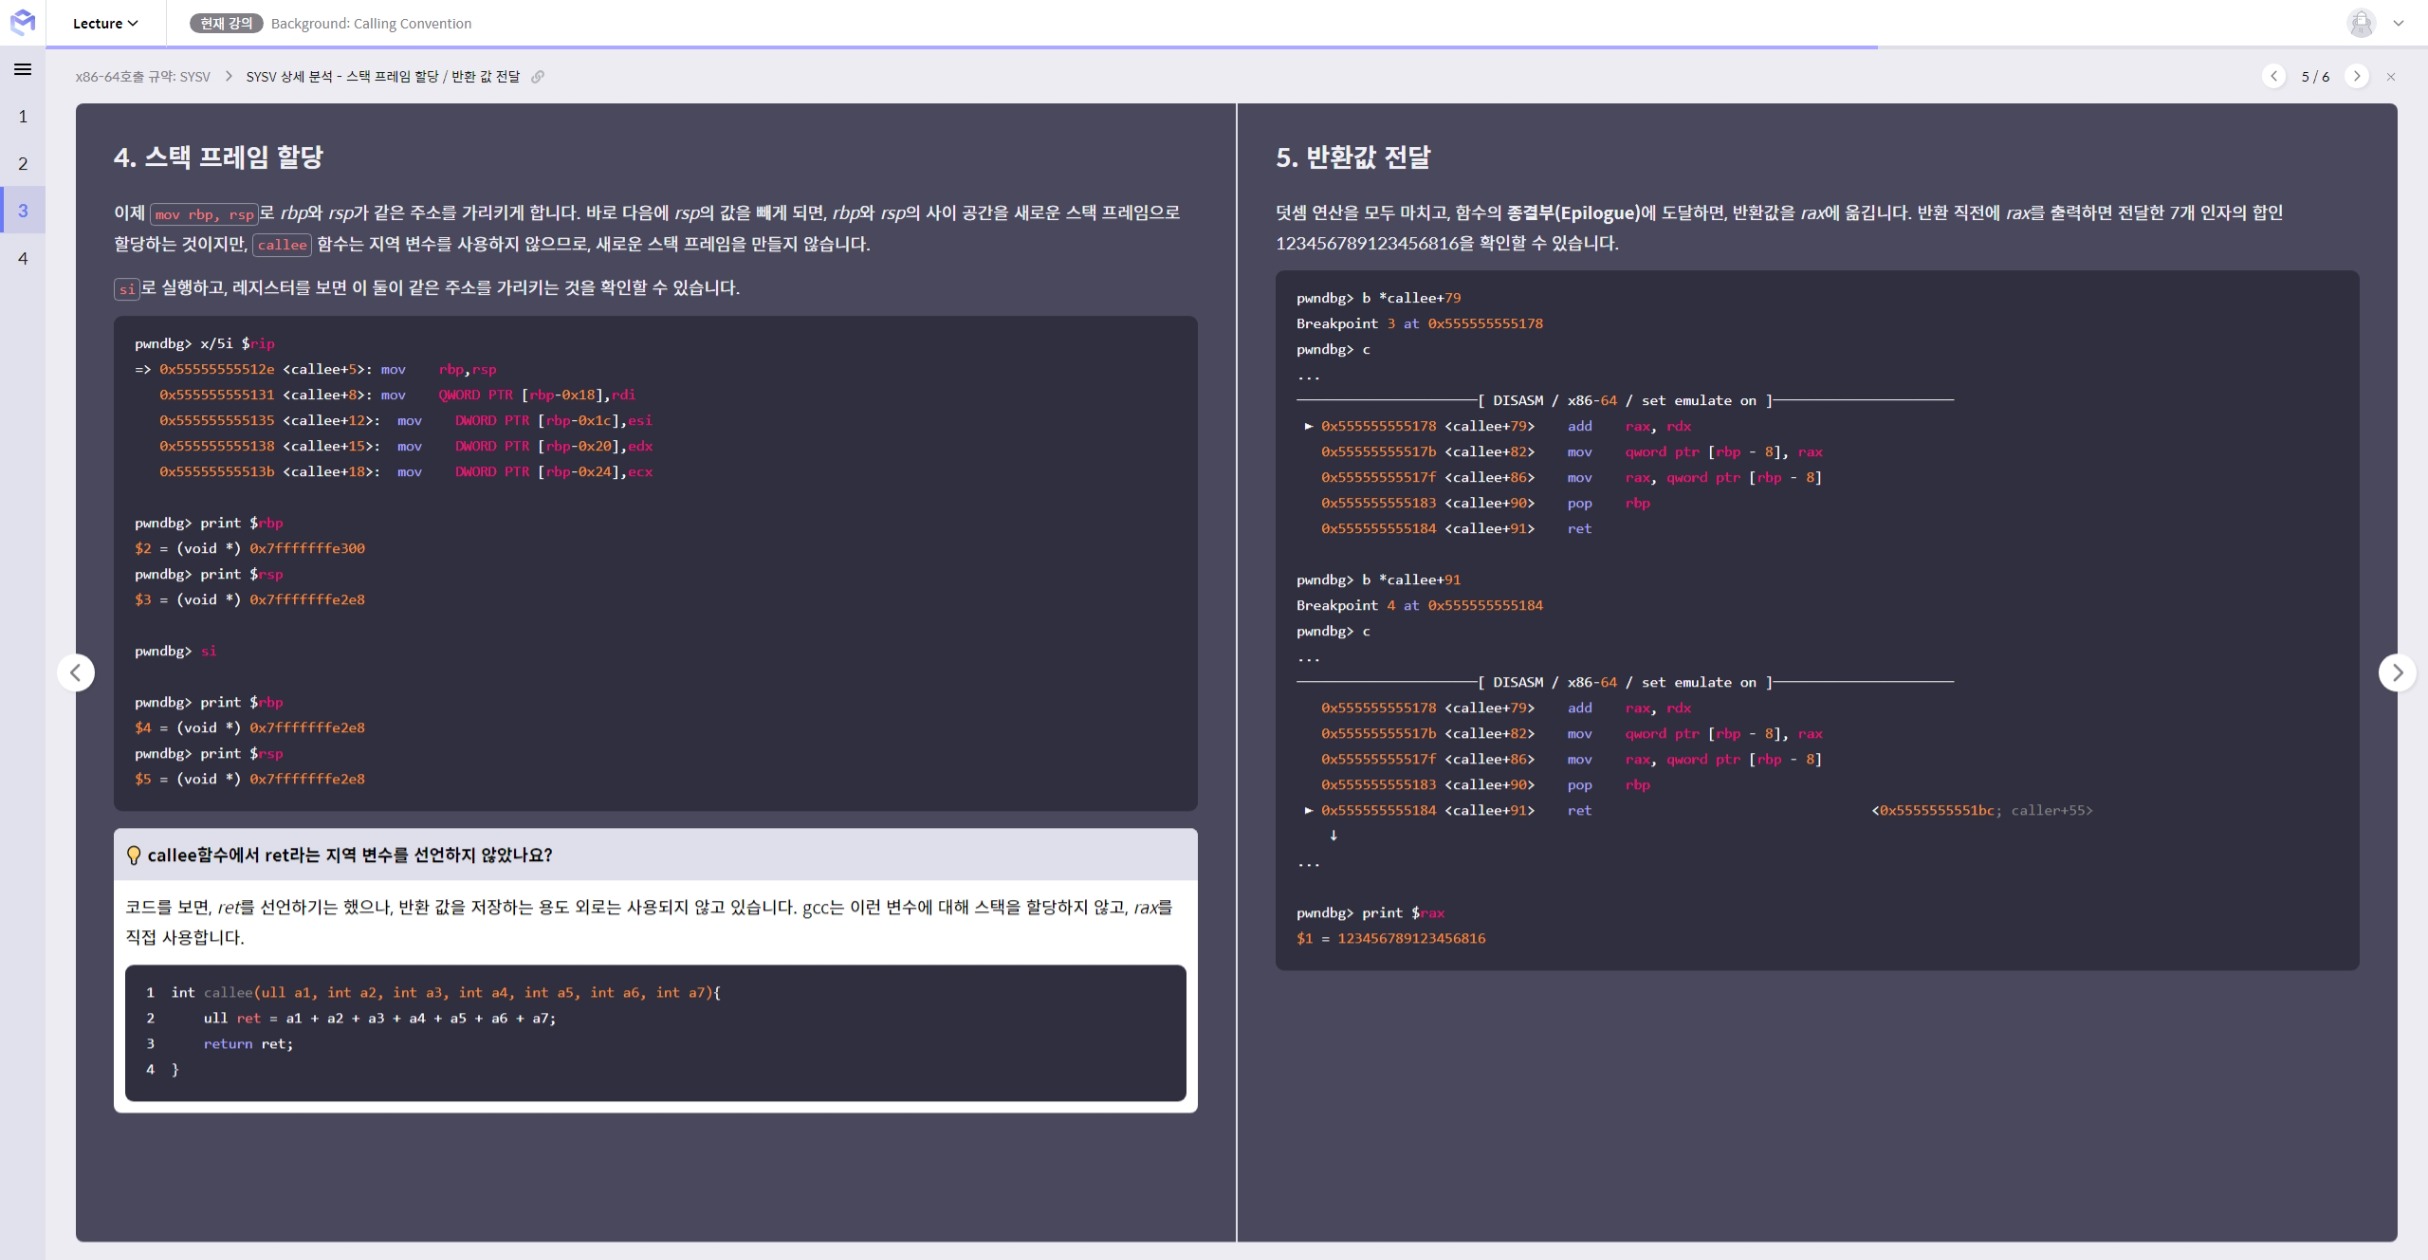 Lecture
현재 강의
Background: Calling Convention
x86-64호출 규약: SYSV
SYSV 상세 분석 - 스택 프레임 할당 / 반환 값 전달
5 / 6
1
2
3
4
4. 스택 프레임 할당
이제 mov rbp, rsp로 rbp와 rsp가 같은 주소를 가리키게 합니다. 바로 다음에 rsp의 값을 빼게 되면, rbp와 rsp의 사이 공간을 새로운 스택 프레임으로
할당하는 것이지만, callee 함수는 지역 변수를 사용하지 않으므로, 새로운 스택 프레임을 만들지 않습니다.
si로 실행하고, 레지스터를 보면 이 둘이 같은 주소를 가리키는 것을 확인할 수 있습니다.
pwndbg> x/5i $rip
=> 0x55555555512e <callee+5>: mov    rbp,rsp
   0x555555555131 <callee+8>: mov    QWORD PTR [rbp-0x18],rdi
   0x555555555135 <callee+12>:  mov    DWORD PTR [rbp-0x1c],esi
   0x555555555138 <callee+15>:  mov    DWORD PTR [rbp-0x20],edx
   0x55555555513b <callee+18>:  mov    DWORD PTR [rbp-0x24],ecx
pwndbg> print $rbp
$2 = (void *) 0x7fffffffe300
pwndbg> print $rsp
$3 = (void *) 0x7fffffffe2e8
pwndbg> si
pwndbg> print $rbp
$4 = (void *) 0x7fffffffe2e8
pwndbg> print $rsp
$5 = (void *) 0x7fffffffe2e8
callee함수에서 ret라는 지역 변수를 선언하지 않았나요?
코드를 보면, ret를 선언하기는 했으나, 반환 값을 저장하는 용도 외로는 사용되지 않고 있습니다. gcc는 이런 변수에 대해 스택을 할당하지 않고, rax를
직접 사용합니다.
1  int callee(ull a1, int a2, int a3, int a4, int a5, int a6, int a7){
2      ull ret = a1 + a2 + a3 + a4 + a5 + a6 + a7;
3      return ret;
4  }
5. 반환값 전달
덧셈 연산을 모두 마치고, 함수의 종결부(Epilogue)에 도달하면, 반환값을 rax에 옮깁니다. 반환 직전에 rax를 출력하면 전달한 7개 인자의 합인
123456789123456816을 확인할 수 있습니다.
pwndbg> b *callee+79
Breakpoint 3 at 0x555555555178
pwndbg> c
...
──────────────────────[ DISASM / x86-64 / set emulate on ]──────────────────────
 ► 0x555555555178 <callee+79>    add    rax, rdx
   0x55555555517b <callee+82>    mov    qword ptr [rbp - 8], rax
   0x55555555517f <callee+86>    mov    rax, qword ptr [rbp - 8]
   0x555555555183 <callee+90>    pop    rbp
   0x555555555184 <callee+91>    ret
pwndbg> b *callee+91
Breakpoint 4 at 0x555555555184
pwndbg> c
...
──────────────────────[ DISASM / x86-64 / set emulate on ]──────────────────────
   0x555555555178 <callee+79>    add    rax, rdx
   0x55555555517b <callee+82>    mov    qword ptr [rbp - 8], rax
   0x55555555517f <callee+86>    mov    rax, qword ptr [rbp - 8]
   0x555555555183 <callee+90>    pop    rbp
 ► 0x555555555184 <callee+91>    ret                                  <0x5555555551bc; caller+55>
    ↓
...
pwndbg> print $rax
$1 = 123456789123456816